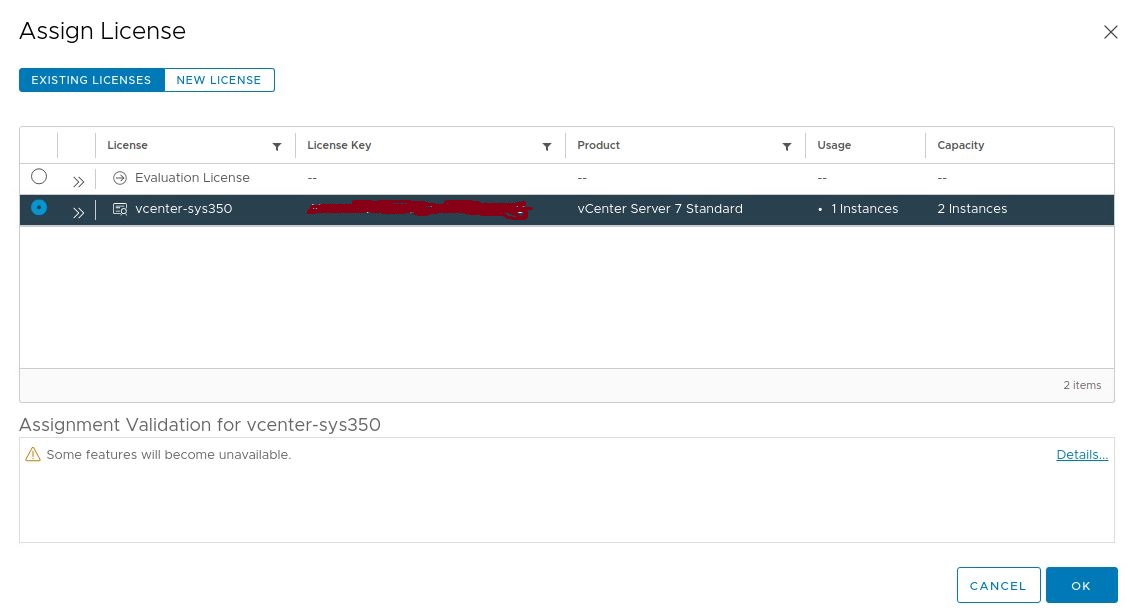 Assign License
EXISTING LICENSES NEW LICENSE
License License Key Product Usage Capacity
Evaluation License -- -- -- --
vcenter-sys350 vCenter Server 7 Standard • 1 Instances 2 Instances
2 items
Assignment Validation for vcenter-sys350
Some features will become unavailable. Details...
CANCEL OK